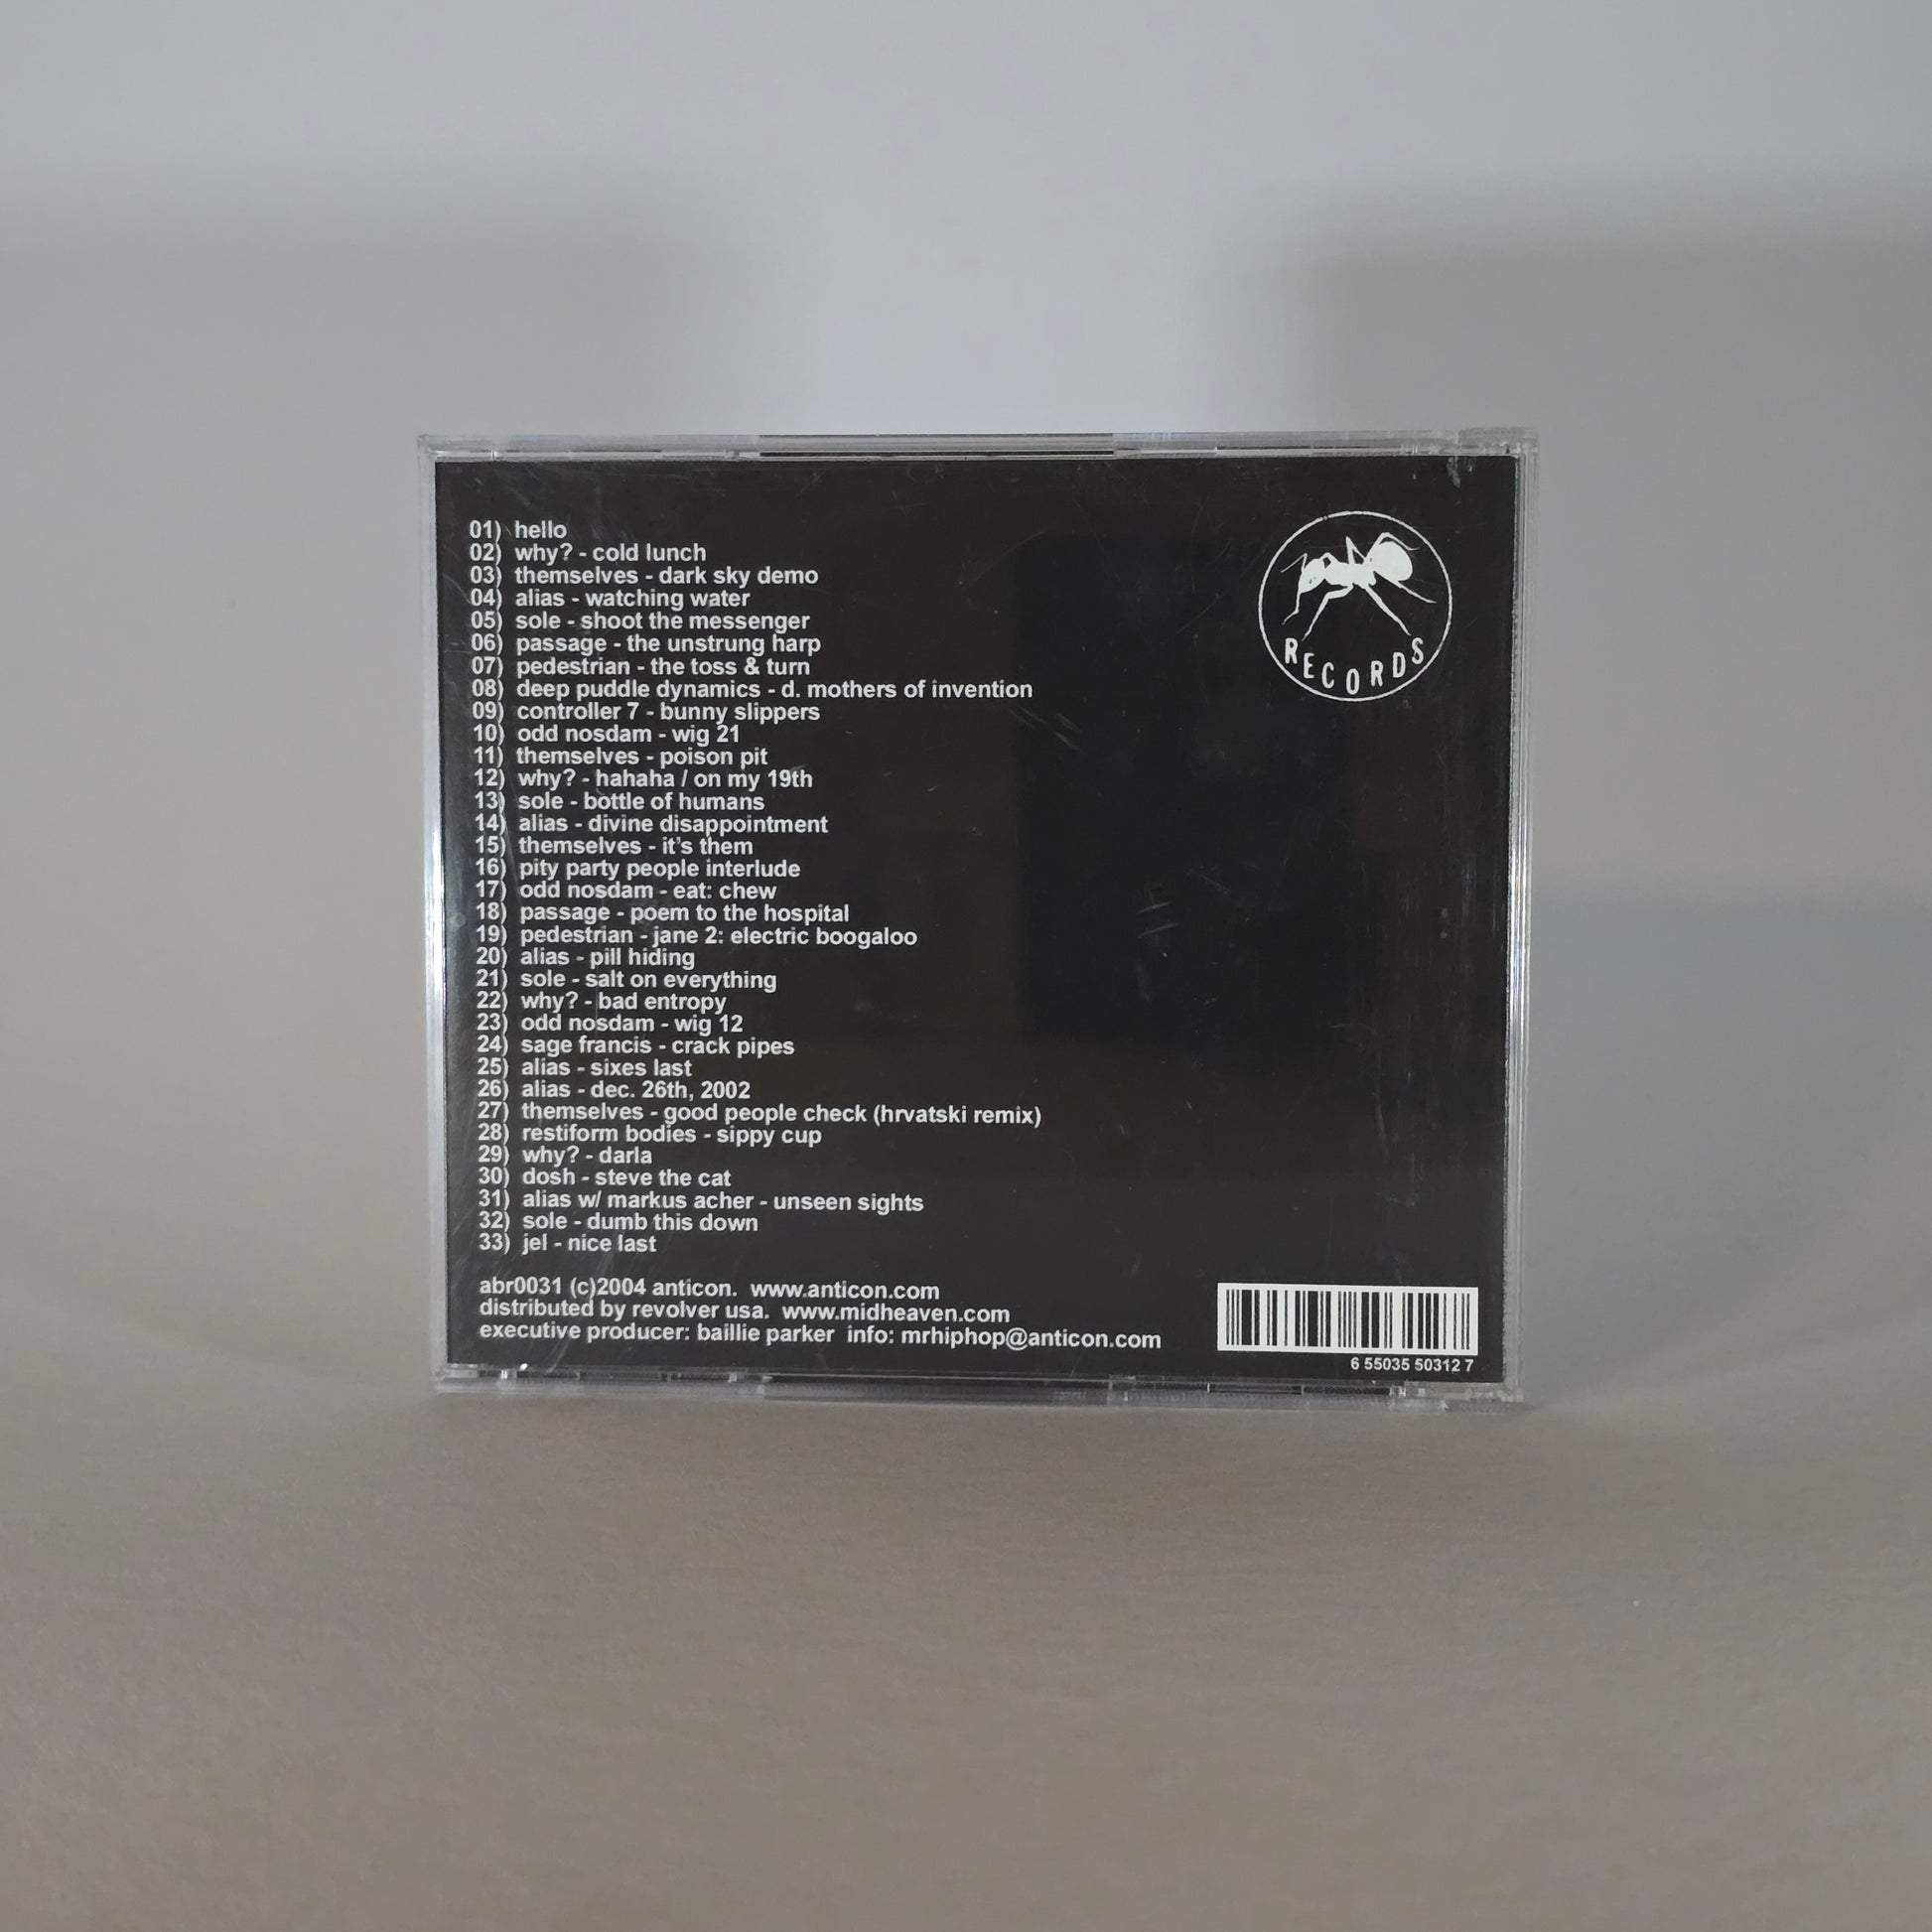 01) hello
02) why? - cold lunch
03) themselves - dark sky demo
04) alias - watching water
05) sole - shoot the messenger
06) passage - the unstrung harp
07) pedestrian - the toss & turn
08) deep puddle dynamics - d. mothers of invention
09) controller 7 - bunny slippers
10) odd nosdam - wig 21
11) themselves - poison pit
12) why? - hahaha / on my 19th
13) sole - bottle of humans
14) alias - divine disappointment
15) themselves - it's them
16) pity party people interlude
17) odd nosdam - eat: chew
18) passage - poem to the hospital
19) pedestrian - jane 2: electric boogaloo
20) alias - pill hiding
21) sole - salt on everything
22) why? - bad entropy
23) odd nosdam - wig 12
24) sage francis - crack pipes
25) alias - sixes last
26) alias - dec. 26th, 2002
27) themselves - good people check (hrvatski remix)
28) restiform bodies - sippy cup
29) why? - darla
30) dosh - steve the cat
31) alias w/ markus acher - unseen sights
32) sole - dumb this down
33) jel - nice last
RECORDS
abr0031 (c)2004 anticon. www.anticon.com
distributed by revolver usa. www.midheaven.com
executive producer: baillie parker info: mrhiphop@anticon.com
6 55035 50312 7